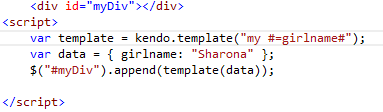 <div id="myDiv"></div>
<script>
var template = kendo.template("my #=girlname#");
var data = { girlname: "Sharona" };
$("#myDiv").append(template(data));
</script>